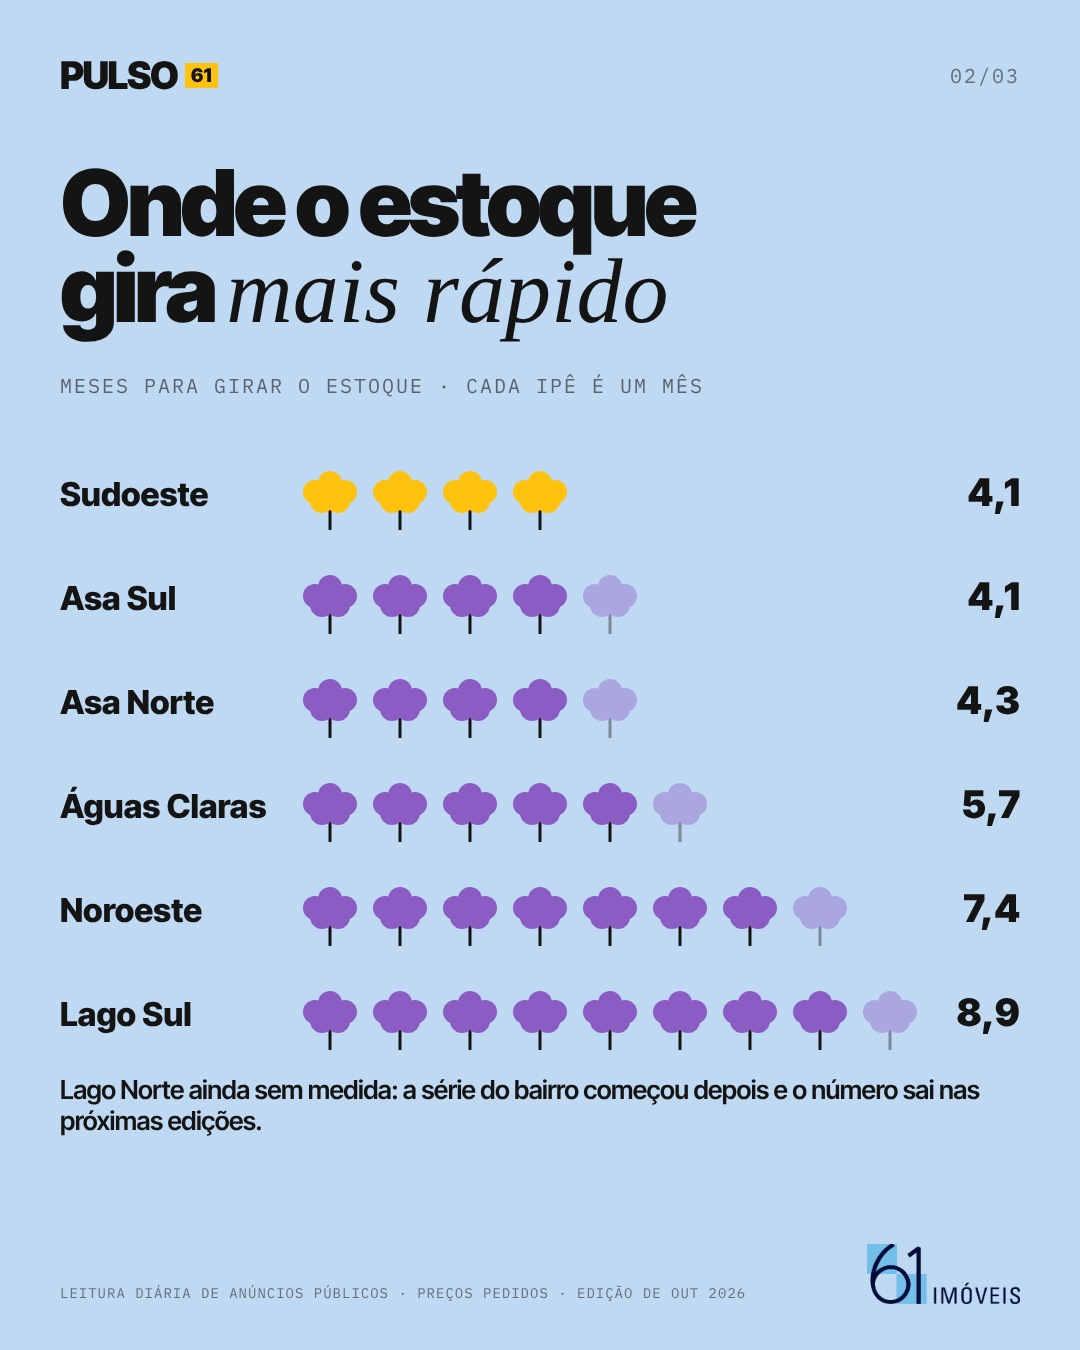 PULSO 61
02/03
Onde o estoque
gira mais rápido
MESES PARA GIRAR O ESTOQUE · CADA IPÊ É UM MÊS
Sudoeste 4,1
Asa Sul 4,1
Asa Norte 4,3
Águas Claras 5,7
Noroeste 7,4
Lago Sul 8,9
Lago Norte ainda sem medida: a série do bairro começou depois e o número sai nas
próximas edições.
LEITURA DIÁRIA DE ANÚNCIOS PÚBLICOS · PREÇOS PEDIDOS · EDIÇÃO DE OUT 2026
61 IMÓVEIS